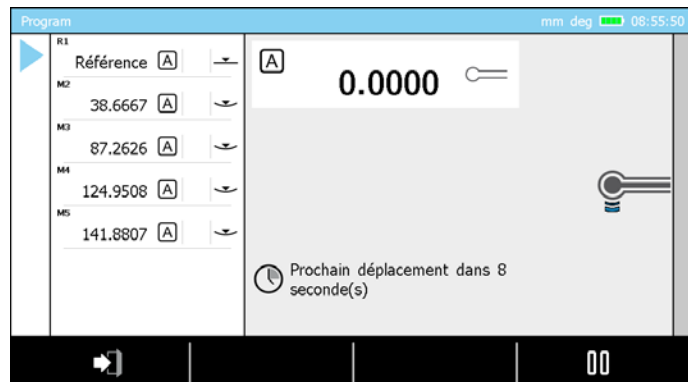 Program
mm deg 08:55:50
R1
Référence A
M2
38.6667 A
M3
87.2626 A
M4
124.9508 A
M5
141.8807 A
A
0.0000
Prochain déplacement dans 8
seconde(s)